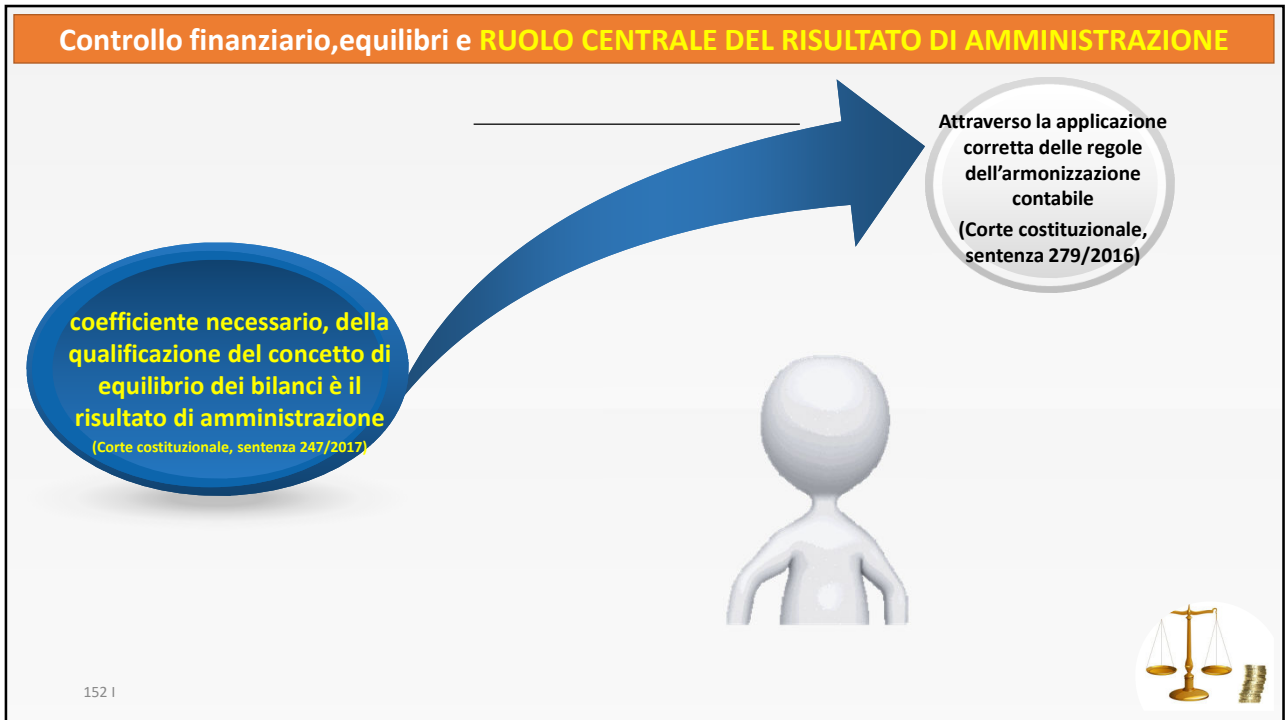 Controllo finanziario,equilibri e RUOLO CENTRALE DEL RISULTATO DI AMMINISTRAZIONE
Attraverso la applicazione
corretta delle regole
dell'armonizzazione
contabile
(Corte costituzionale,
sentenza 279/2016)
coefficiente necessario, della
qualificazione del concetto di
equilibrio dei bilanci è il
risultato di amministrazione
(Corte costituzionale, sentenza 247/2017)
152 I